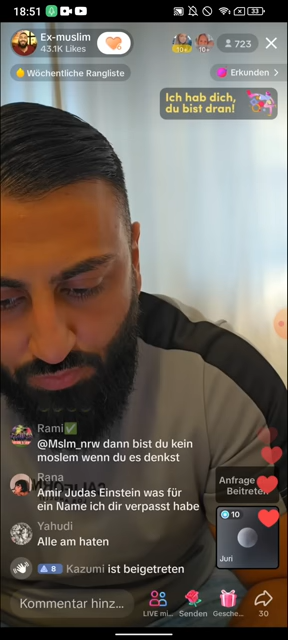 18:51
33
Ex-muslim
43.1K Likes
30+
10+
723
Wöchentliche Rangliste
Erkunden >
Ich hab dich,
du bist dran!
Rami✅
@Mslm_nrw dann bist du kein
moslem wenn du es denkst
Rana
Amir Judas Einstein was für
ein Name ich dir verpasst habe
Anfrage
Beitreten
Yahudi
Alle am haten
10
Juri
8 Kazumi ist beigetreten
Kommentar hinz...
LIVE mi...
Senden
Gesche...
30